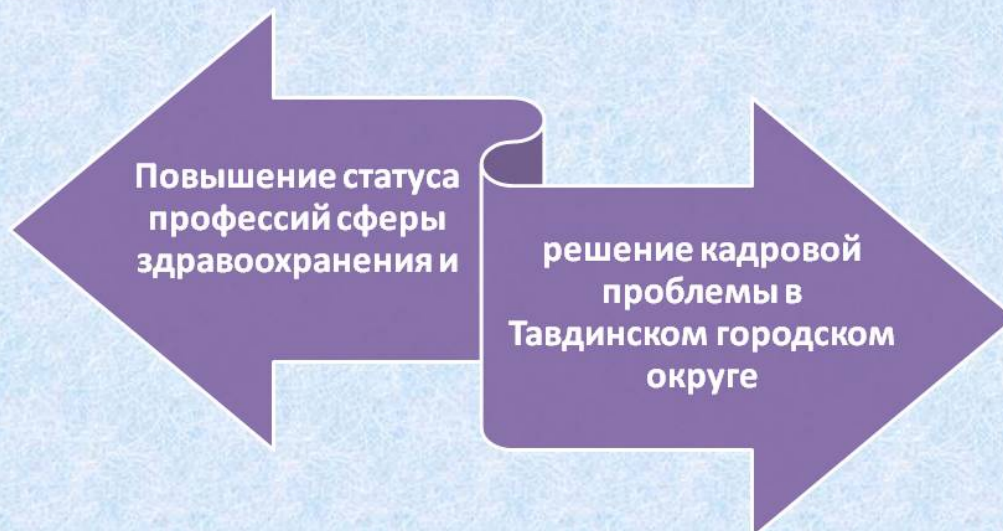 Повышение статуса
профессий сферы
здравоохранения и
решение кадровой
проблемы в
Тавдинском городском
округе